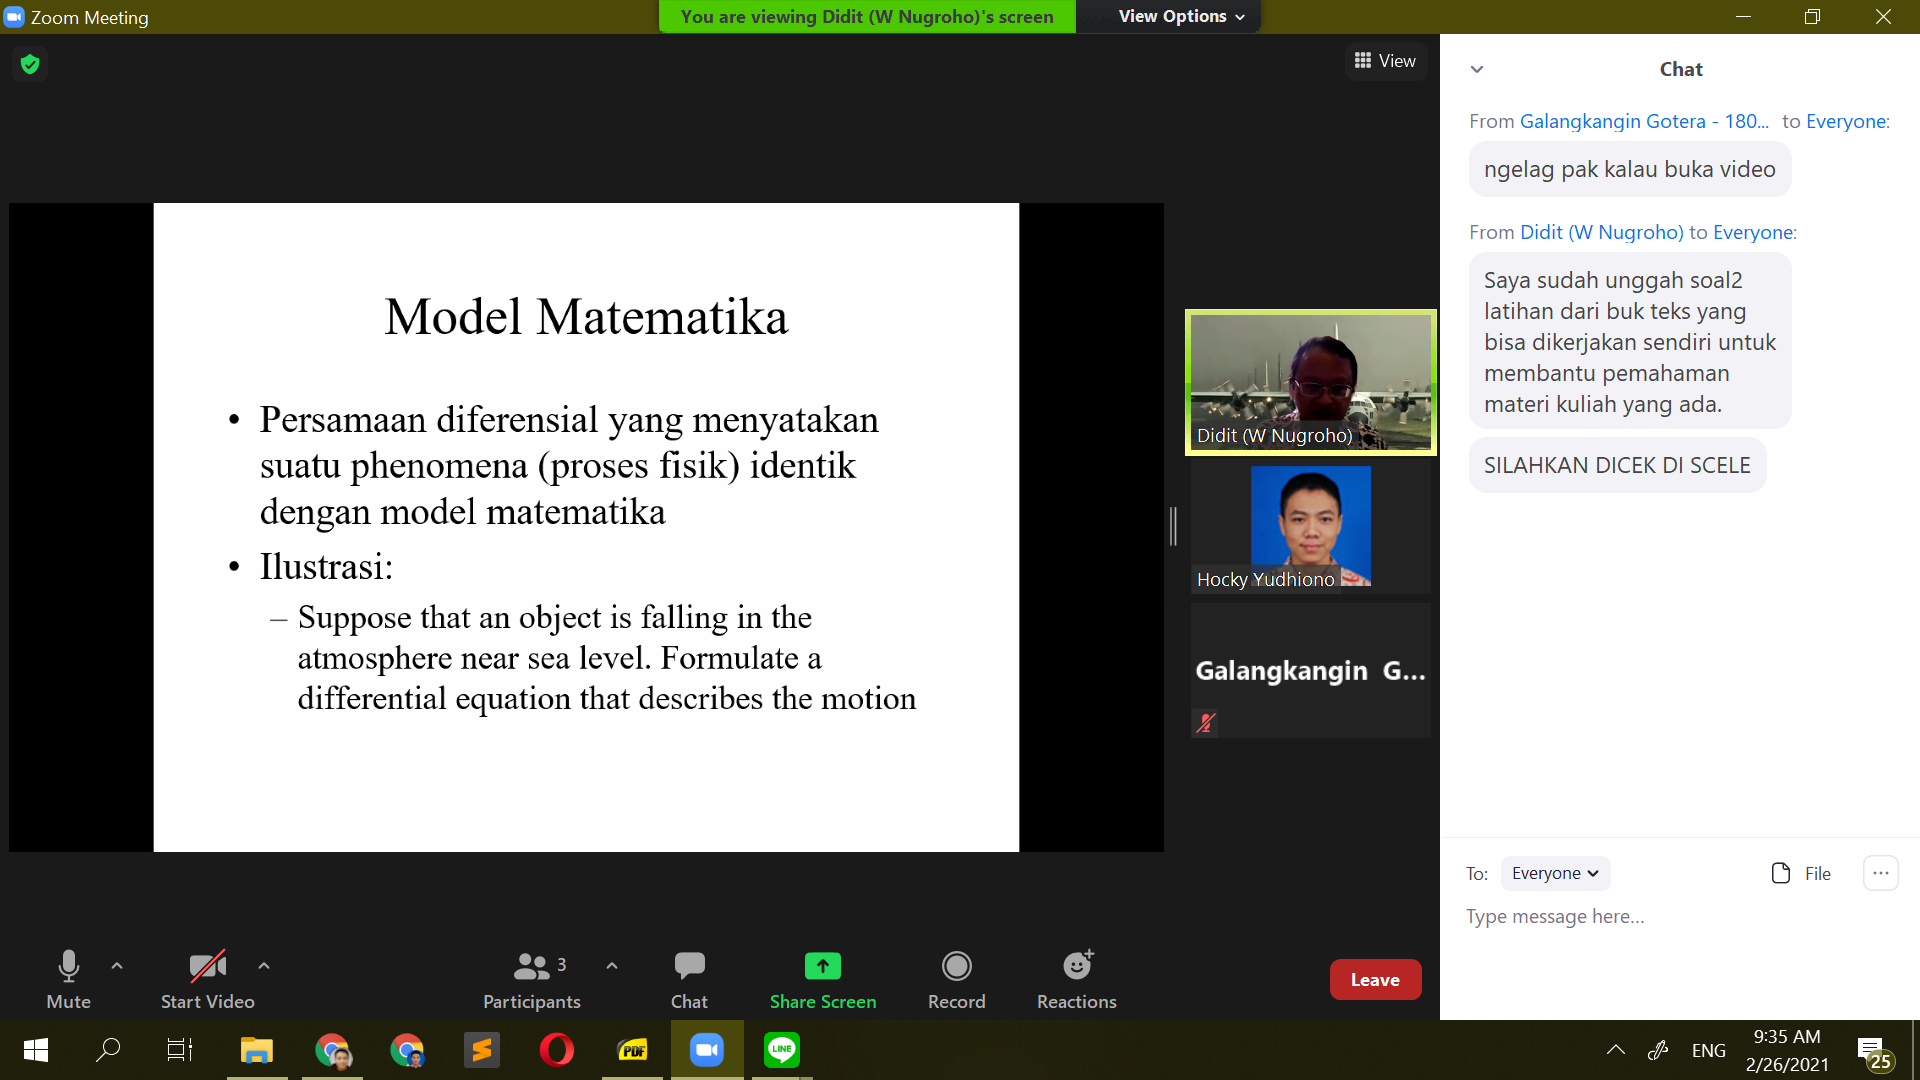 Zoom Meeting
You are viewing Didit (W Nugroho)'s screen
View Options
View
Model Matematika
• Persamaan diferensial yang menyatakan
suatu phenomena (proses fisik) identik
dengan model matematika
• Ilustrasi:
– Suppose that an object is falling in the
atmosphere near sea level. Formulate a
differential equation that describes the motion
Didit (W Nugroho)
Hocky Yudhiono
Galangkangin G...
Chat
From Galangkangin Gotera - 180... to Everyone:
ngelag pak kalau buka video
From Didit (W Nugroho) to Everyone:
Saya sudah unggah soal2
latihan dari buk teks yang
bisa dikerjakan sendiri untuk
membantu pemahaman
materi kuliah yang ada.
SILAHKAN DICEK DI SCELE
To: Everyone
File
...
Type message here...
Mute
Start Video
3
Participants
Chat
Share Screen
Record
Reactions
Leave
PDF
LINE
ENG
9:35 AM
2/26/2021
25